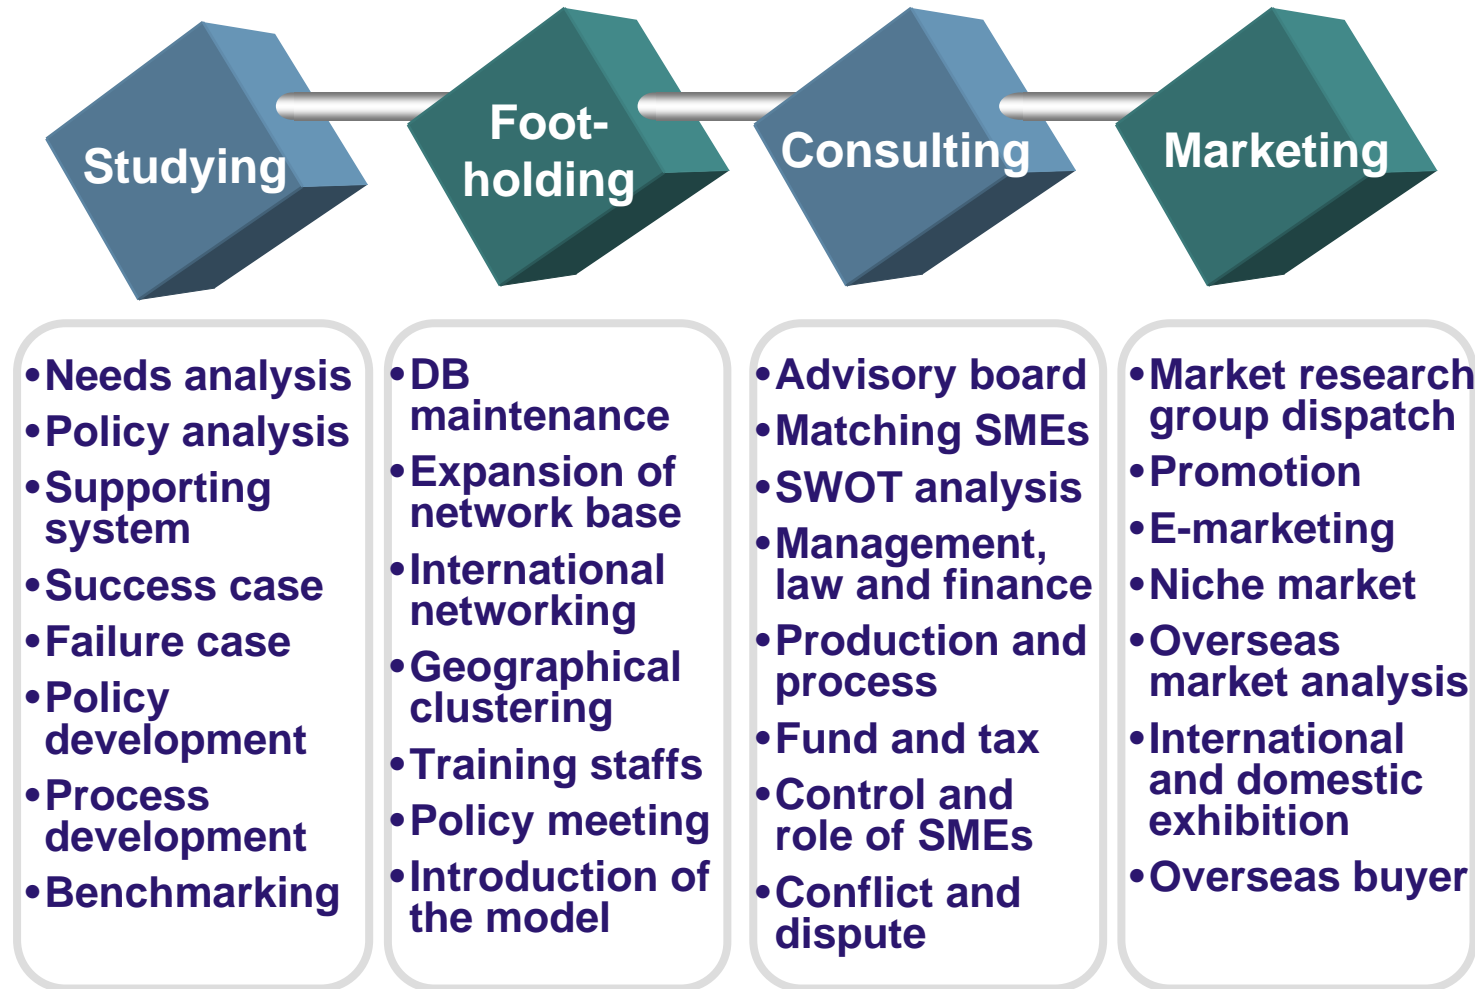 Studying
Foot-
holding
Consulting
Marketing
•Needs analysis
•Policy analysis
•Supporting
system
•Success case
•Failure case
•Policy
development
•Process
development
•Benchmarking
•DB
maintenance
•Expansion of
network base
•International
networking
•Geographical
clustering
•Training staffs
•Policy meeting
•Introduction of
the model
•Advisory board
•Matching SMEs
•SWOT analysis
•Management,
law and finance
•Production and
process
•Fund and tax
•Control and
role of SMEs
•Conflict and
dispute
•Market research
group dispatch
•Promotion
•E-marketing
•Niche market
•Overseas
market analysis
•International
and domestic
exhibition
•Overseas buyer